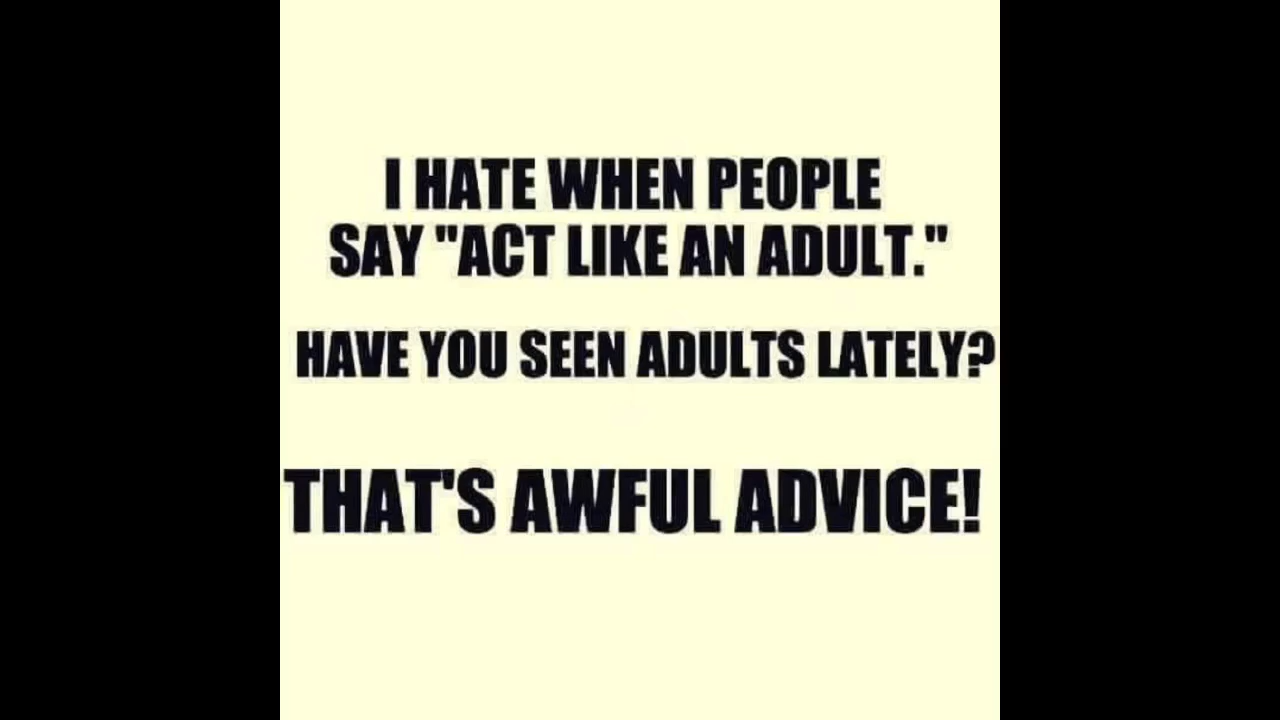 I HATE WHEN PEOPLE
SAY "ACT LIKE AN ADULT."
HAVE YOU SEEN ADULTS LATELY?
THAT'S AWFUL ADVICE!